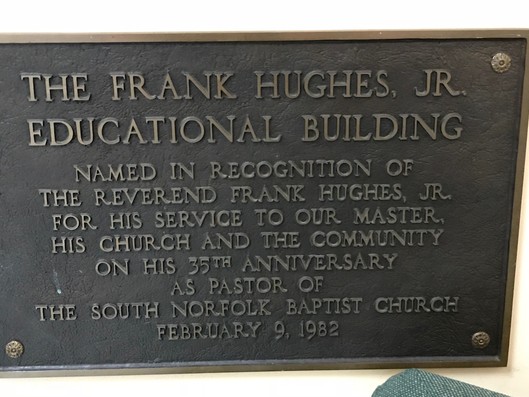 THE FRANK HUGHES, JR.
EDUCATIONAL BUILDING
NAMED IN RECOGNITION OF
THE REVEREND FRANK HUGHES, JR.
FOR HIS SERVICE TO OUR MASTER,
HIS CHURCH AND THE COMMUNITY
ON HIS 35TH ANNIVERSARY
AS PASTOR OF
THE SOUTH NORFOLK BAPTIST CHURCH
FEBRUARY 9, 1982